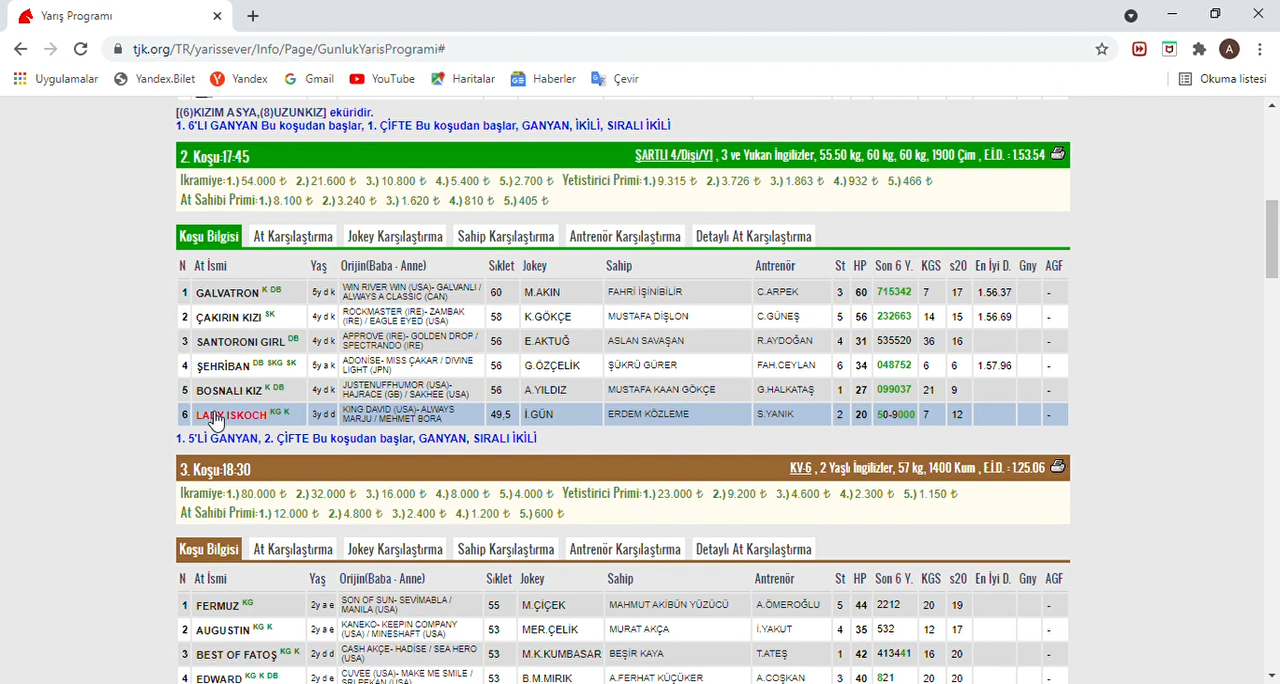 Yarış Programı
tjk.org/TR/yarissever/Info/Page/GunlukYarisProgrami#
A
Uygulamalar Yandex.Bilet Yandex Gmail YouTube Haritalar Haberler Çevir Okuma listesi
[(6)KIZIM ASYA,(8)UZUNKIZ] eküridir.
1. 6'LI GANYAN Bu koşudan başlar, 1. ÇİFTE Bu koşudan başlar, GANYAN, İKİLİ, SIRALI İKİLİ
2. Koşu:17:45 ŞARTLI 4/Dişi/Y1 , 3 ve Yukarı İngilizler, 55.50 kg, 60 kg, 60 kg, 1900 Çim , E.İ.D. : 1.53.54
İkramiye:1.) 54.000 ₺ 2.) 21.600 ₺ 3.) 10.800 ₺ 4.) 5.400 ₺ 5.) 2.700 ₺ Yetistirici Primi:1.) 9.315 ₺ 2.) 3.726 ₺ 3.) 1.863 ₺ 4.) 932 ₺ 5.) 466 ₺
At Sahibi Primi:1.) 8.100 ₺ 2.) 3.240 ₺ 3.) 1.620 ₺ 4.) 810 ₺ 5.) 405 ₺
Koşu Bilgisi At Karşılaştırma Jokey Karşılaştırma Sahip Karşılaştırma Antrenör Karşılaştırma Detaylı At Karşılaştırma
N At İsmi Yaş Orijin(Baba - Anne) Sıklet Jokey Sahip Antrenör St HP Son 6 Y. KGS s20 En İyi D. Gny AGF
1 GALVATRON K DB 5y d k WIN RIVER WIN (USA)- GALVANLI / ALWAYS A CLASSIC (CAN) 60 M.AKIN FAHRİ İŞİNİBİLİR C.ARPEK 3 60 715342 7 17 1.56.37 -
2 ÇAKIRIN KIZI SK 4y d k ROCKMASTER (IRE)- ZAMBAK (IRE) / EAGLE EYED (USA) 58 K.GÖKÇE MUSTAFA DİŞLON C.GÜNEŞ 5 56 232663 14 15 1.56.69 -
3 SANTORONI GIRL DB 4y d k APPROVE (IRE)- GOLDEN DROP / SPECTRANDO (IRE) 56 E.AKTUĞ ASLAN SAVAŞAN R.AYDOĞAN 4 31 535520 36 16 -
4 ŞEHRİBAN DB SKG SK 5y a k ADONİSE- MISS ÇAKAR / DIVINE LIGHT (JPN) 56 G.ÖZÇELİK ŞÜKRÜ GÜRER FAH.CEYLAN 6 34 048752 6 6 1.57.96 -
5 BOSNALI KIZ K DB 4y d k JUSTENUFFHUMOR (USA)- HAJRACE (GB) / SAKHEE (USA) 56 A.YILDIZ MUSTAFA KAAN GÖKÇE G.HALKATAŞ 1 27 099037 21 9 -
6 LADY ISKOCH KG K 3y d d KING DAVID (USA)- ALWAYS MARJU / MEHMET BORA 49,5 İ.GÜN ERDEM KÖZLEME S.YANIK 2 20 50-9000 7 12 -
1. 5'Lİ GANYAN, 2. ÇİFTE Bu koşudan başlar, GANYAN, SIRALI İKİLİ
3. Koşu:18:30 KV-6 , 2 Yaşlı İngilizler, 57 kg, 1400 Kum , E.İ.D. : 1.25.06
İkramiye:1.) 80.000 ₺ 2.) 32.000 ₺ 3.) 16.000 ₺ 4.) 8.000 ₺ 5.) 4.000 ₺ Yetistirici Primi:1.) 23.000 ₺ 2.) 9.200 ₺ 3.) 4.600 ₺ 4.) 2.300 ₺ 5.) 1.150 ₺
At Sahibi Primi:1.) 12.000 ₺ 2.) 4.800 ₺ 3.) 2.400 ₺ 4.) 1.200 ₺ 5.) 600 ₺
Koşu Bilgisi At Karşılaştırma Jokey Karşılaştırma Sahip Karşılaştırma Antrenör Karşılaştırma Detaylı At Karşılaştırma
N At İsmi Yaş Orijin(Baba - Anne) Sıklet Jokey Sahip Antrenör St HP Son 6 Y. KGS s20 En İyi D. Gny AGF
1 FERMUZ KG 2y a e SON OF SUN- SEVİMABLA / MANILA (USA) 55 M.ÇİÇEK MAHMUT AKİBÜN YÜZÜCÜ A.ÖMEROĞLU 5 44 2212 20 19 -
2 AUGUSTIN KG K 2y a e KANEKO- KEEPIN COMPANY (USA) / MINESHAFT (USA) 53 MER.ÇELİK MURAT AKÇA İ.YAKUT 4 35 532 12 17 -
3 BEST OF FATOŞ KG K 2y d d CASH AKÇE- HADİSE / SEA HERO (USA) 53 M.K.KUMBASAR BEŞİR KAYA T.ATEŞ 1 42 413441 16 20 -
4 EDWARD KG K DB 2y d e CUVEE (USA)- MAKE ME SMILE / SRI PEKAN (USA) 53 B.M.MIRIK A.FERHAT KÜÇÜKER A.COŞKAN 3 40 821 20 20 -